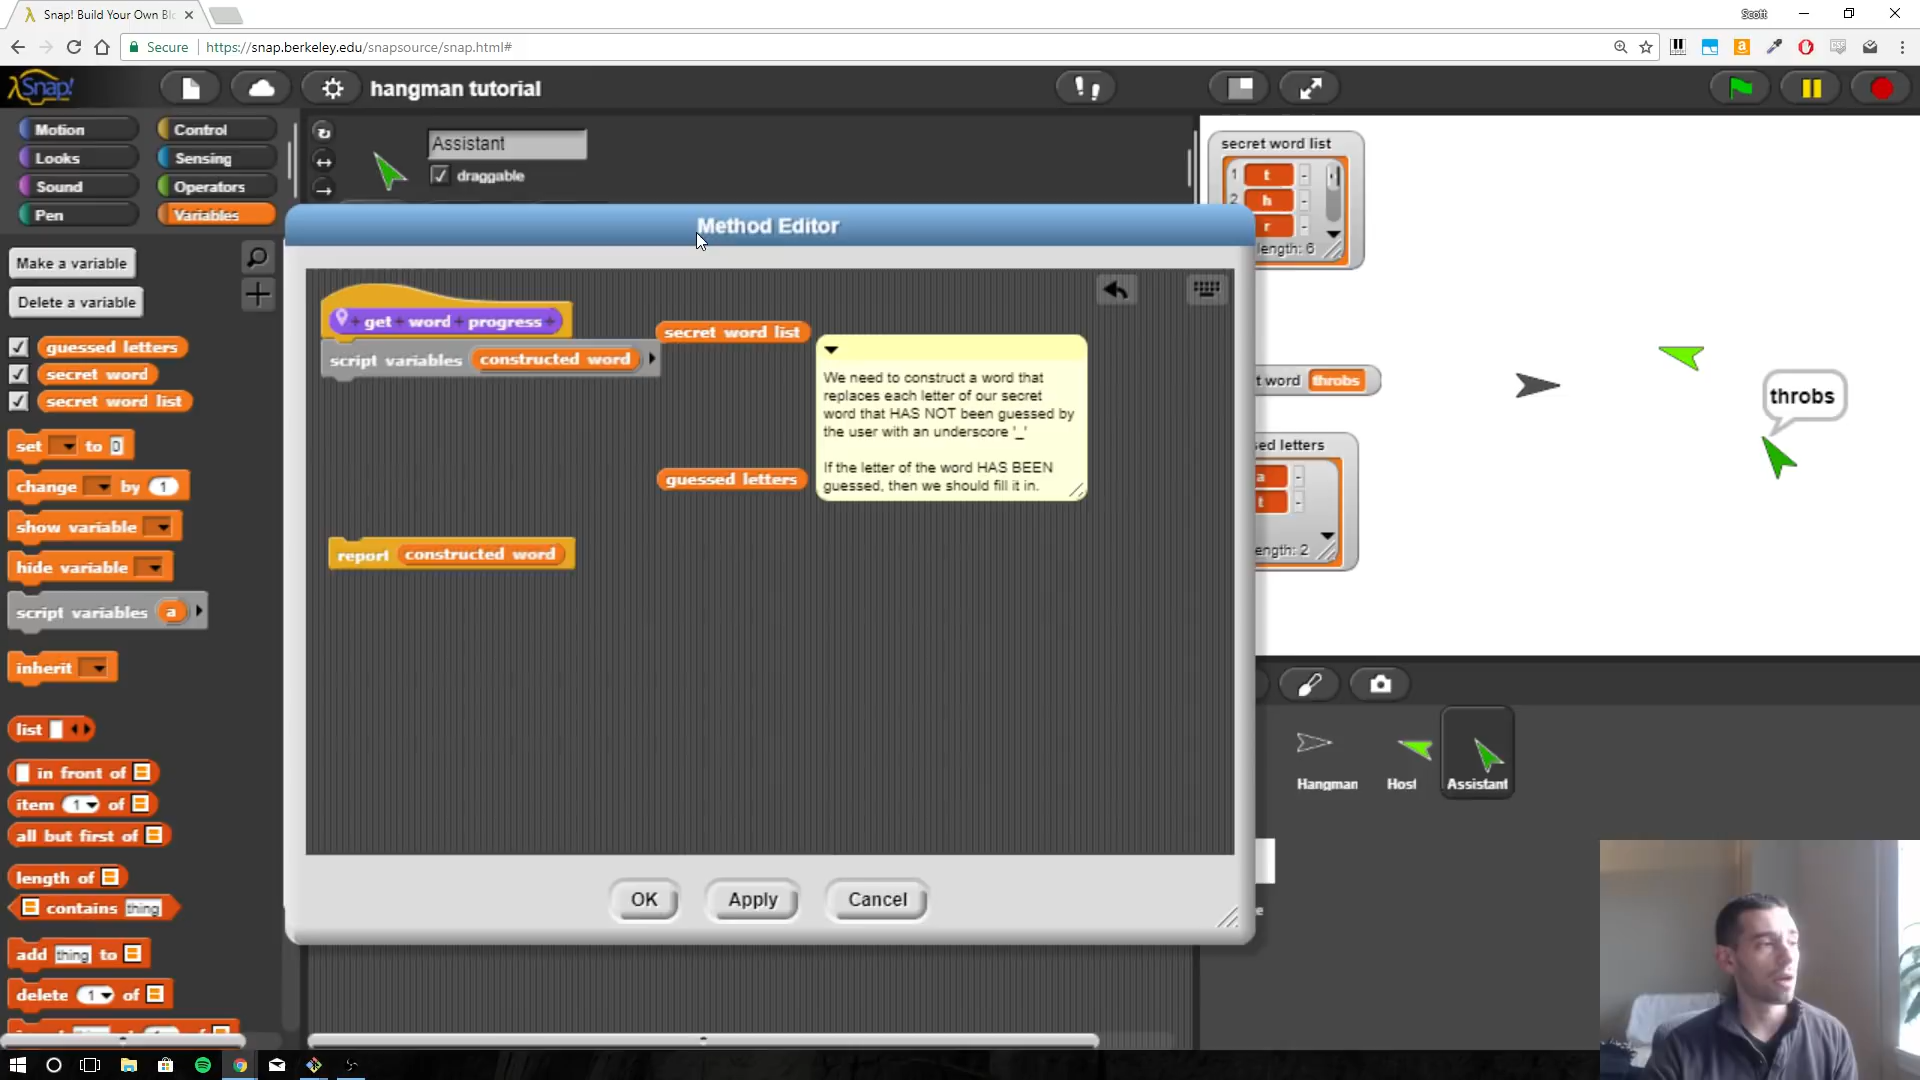 Snap! Build Your Own Blo
Scott
Secure
https://snap.berkeley.edu/snapsource/snap.html#
Snap!
hangman tutorial
Motion
Control
Looks
Sensing
Sound
Operators
Pen
Variables
Assistant
draggable
Make a variable
Delete a variable
guessed letters
secret word
secret word list
set to 0
change by 1
show variable
hide variable
script variables a
inherit
list
in front of
item 1 of
all but first of
length of
contains thing
add thing to
delete 1 of
Method Editor
+ get + word + progress +
script variables constructed word
secret word list
guessed letters
report constructed word
We need to construct a word that
replaces each letter of our secret
word that HAS NOT been guessed by
the user with an underscore '_'
If the letter of the word HAS BEEN
guessed, then we should fill it in.
OK
Apply
Cancel
secret word list
1 t -
2 h -
r -
length: 6
t word throbs
throbs
ed letters
a -
t -
ength: 2
Hangman
Host
Assistant
e